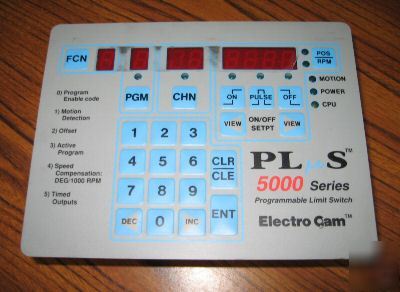 FCN
POS/RPM
MOTION
POWER
CPU
PGM
CHN
ON
PULSE
OFF
VIEW
ON/OFF
SETPT
VIEW
0) Program
Enable code
1) Motion
Detection
2) Offset
3) Active
Program
4) Speed
Compensation:
DEG/1000 RPM
5) Timed
Outputs
1 2 3
4 5 6
7 8 9
DEC 0 INC
CLR/CLE
ENT
PL S™
5000 Series
Programmable Limit Switch
Electro Cam™